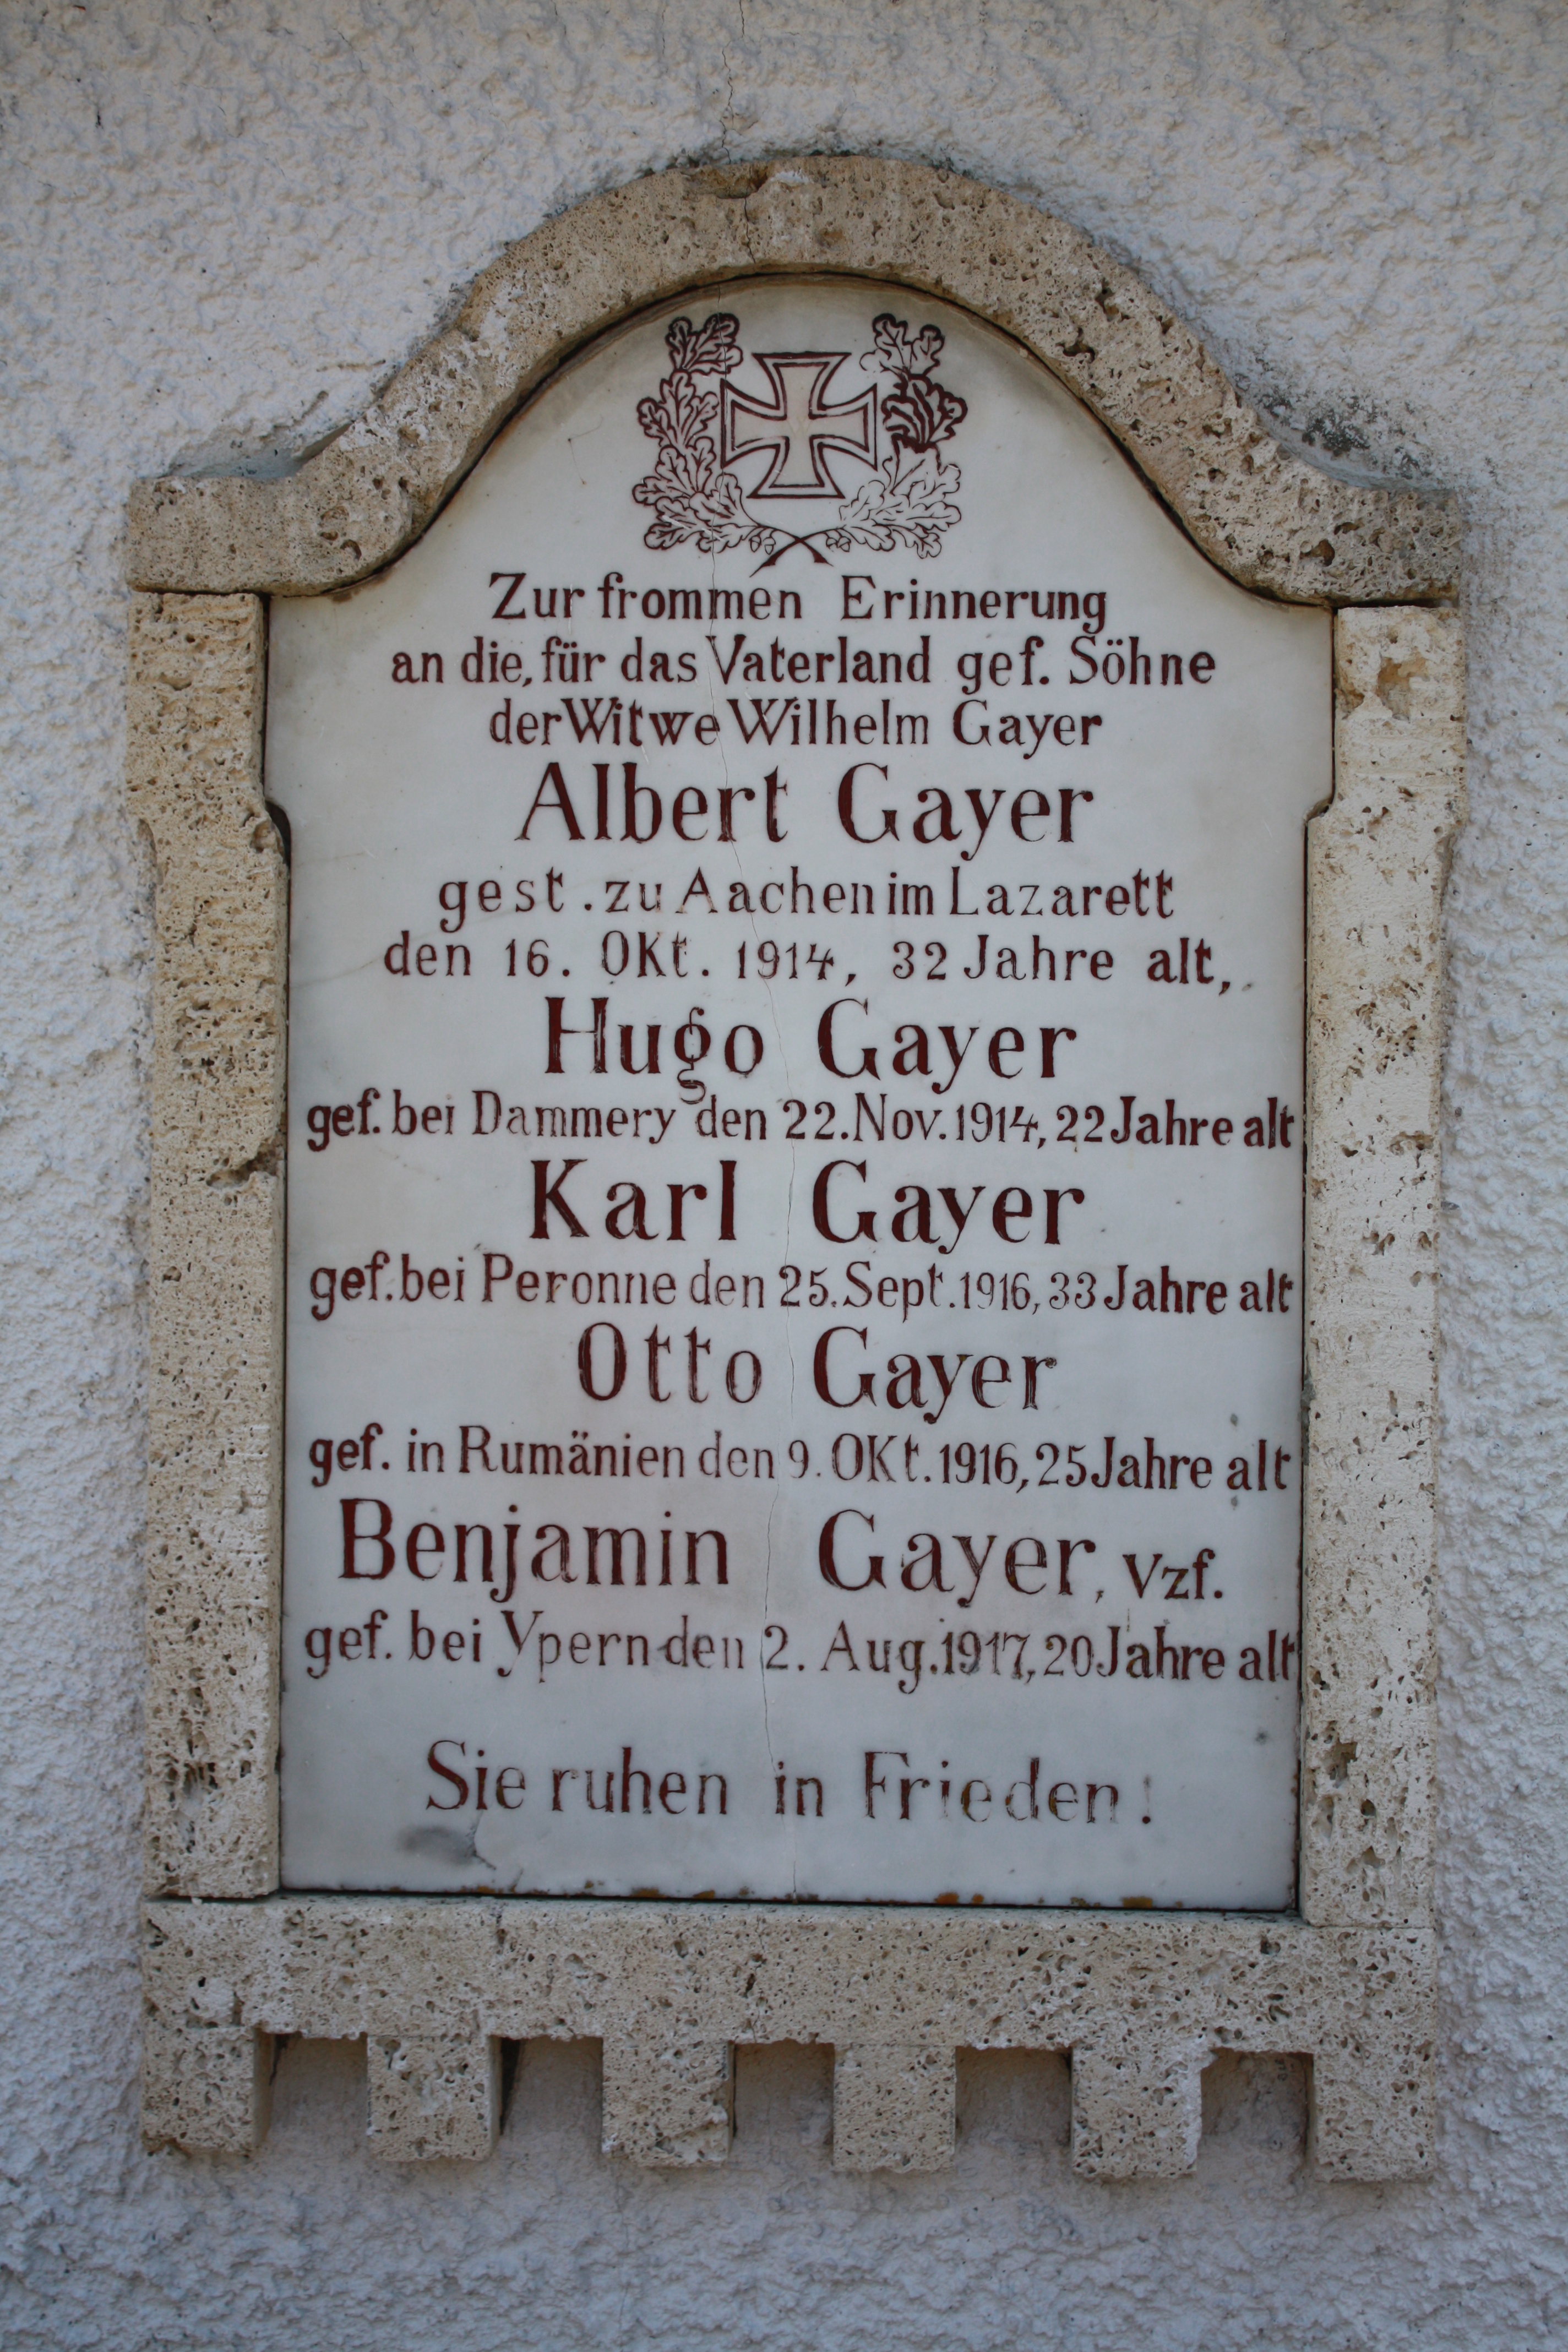 Zur frommen Erinnerung
an die, für das Vaterland gef. Söhne
der Witwe Wilhelm Gayer
Albert Gayer
gest. zu Aachen im Lazarett
den 16. Okt. 1914, 32 Jahre alt,
Hugo Gayer
gef. bei Dammery den 22. Nov. 1914, 22 Jahre alt
Karl Gayer
gef. bei Peronne den 25. Sept. 1916, 33 Jahre alt
Otto Gayer
gef. in Rumänien den 9. Okt. 1916, 25 Jahre alt
Benjamin Gayer, Vzf.
gef. bei Ypern den 2. Aug. 1917, 20 Jahre alt
Sie ruhen in Frieden!